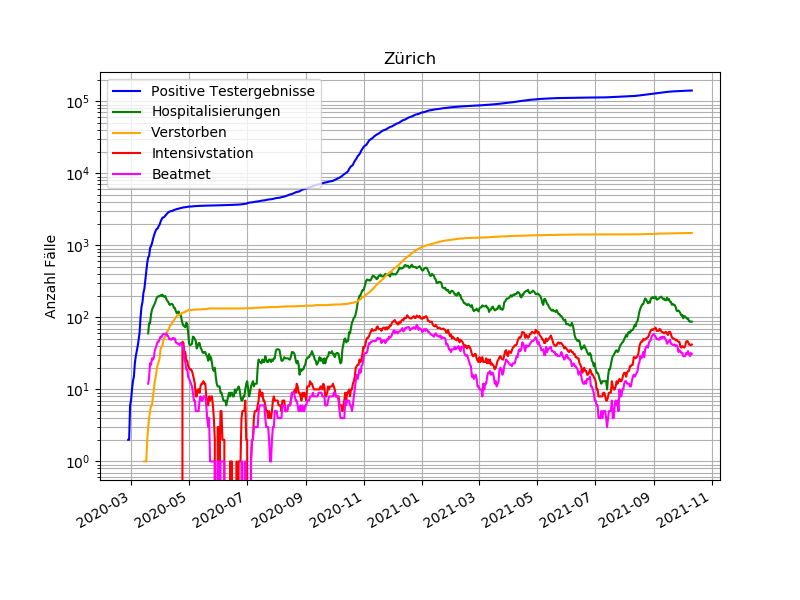 Zürich
Positive Testergebnisse
Hospitalisierungen
Verstorben
Intensivstation
Beatmet
Anzahl Fälle
10^5
10^4
10^3
10^2
10^1
10^0
2020-03
2020-05
2020-07
2020-09
2020-11
2021-01
2021-03
2021-05
2021-07
2021-09
2021-11